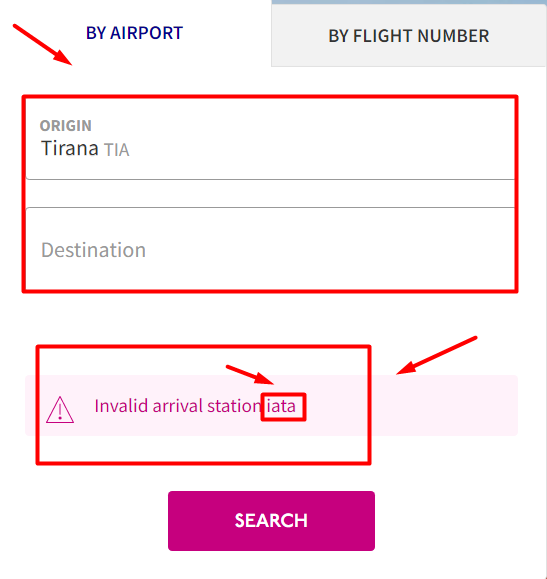 BY AIRPORT
BY FLIGHT NUMBER
ORIGIN
Tirana TIA
Destination
Invalid arrival station iata
SEARCH